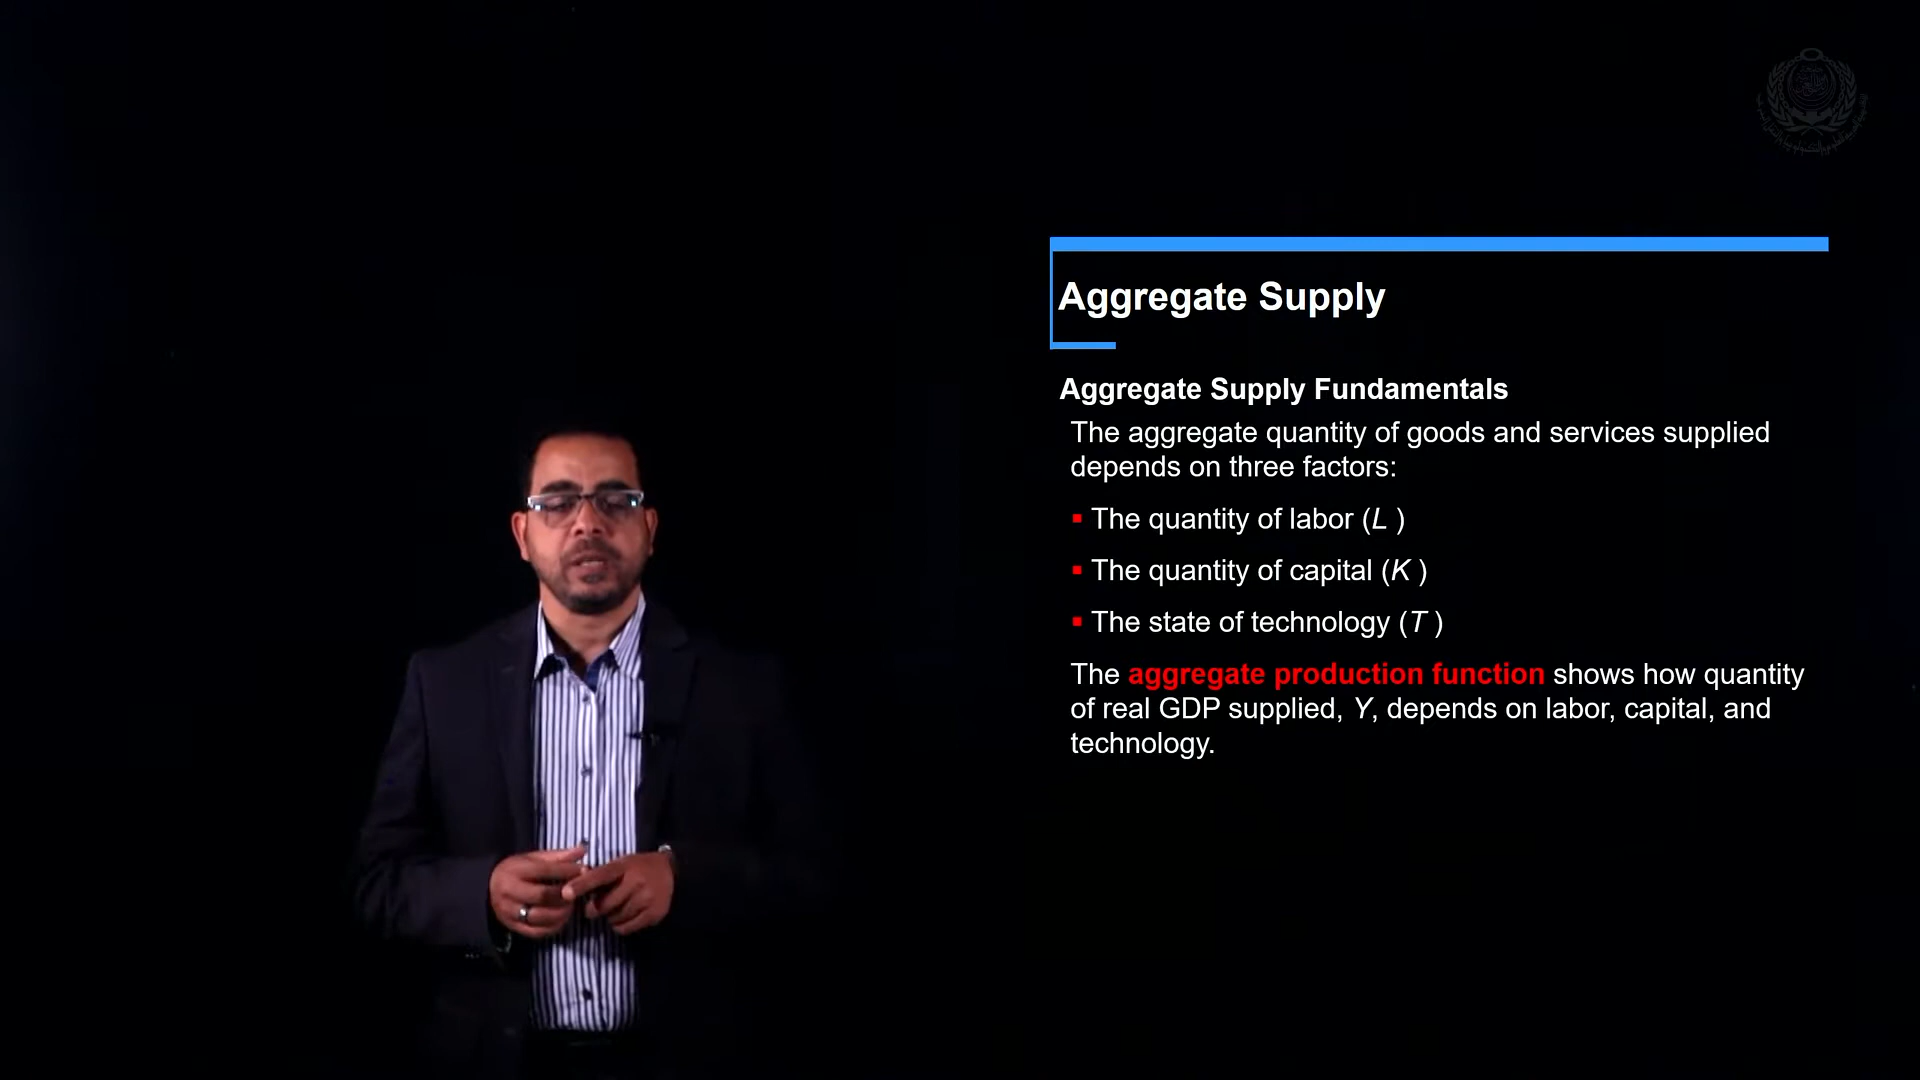 Aggregate Supply
Aggregate Supply Fundamentals
The aggregate quantity of goods and services supplied
depends on three factors:
▪ The quantity of labor (L )
▪ The quantity of capital (K )
▪ The state of technology (T )
The aggregate production function shows how quantity
of real GDP supplied, Y, depends on labor, capital, and
technology.